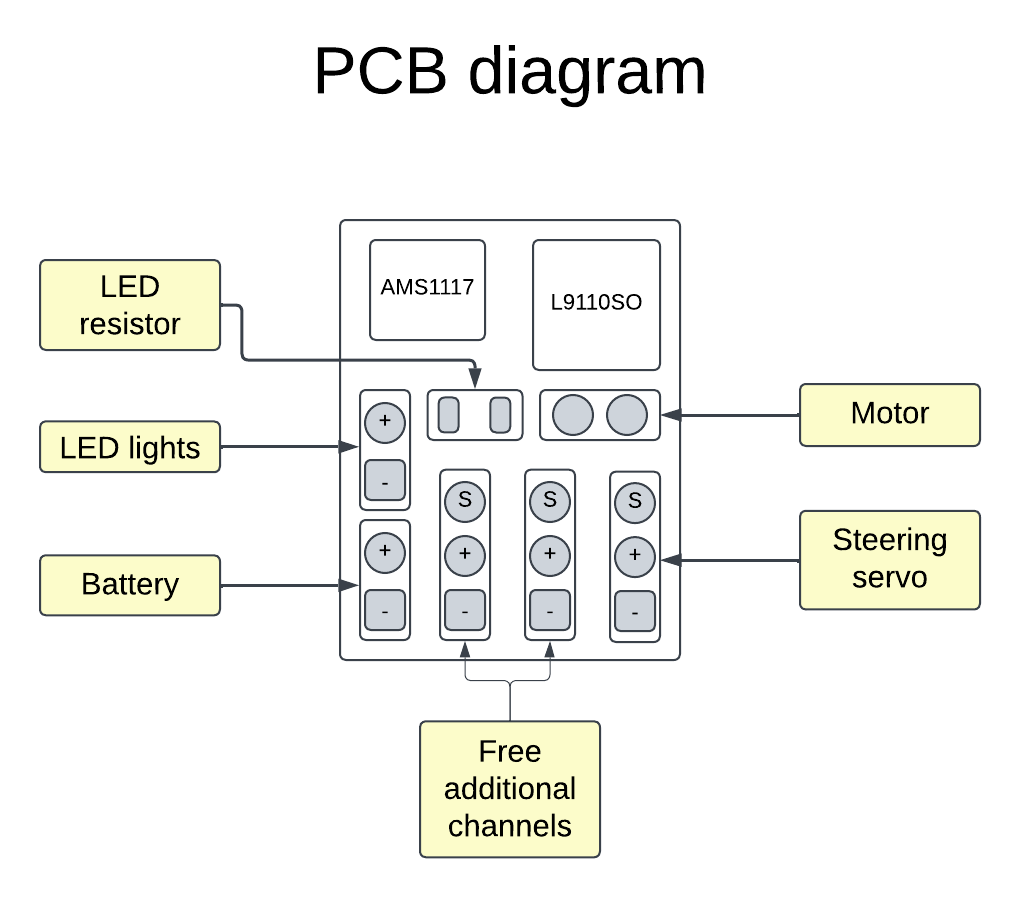 PCB diagram
LED
resistor
AMS1117
L9110SO
Motor
LED lights
+
-
S
S
S
Steering
servo
Battery
+
+
+
+
-
-
-
-
Free
additional
channels